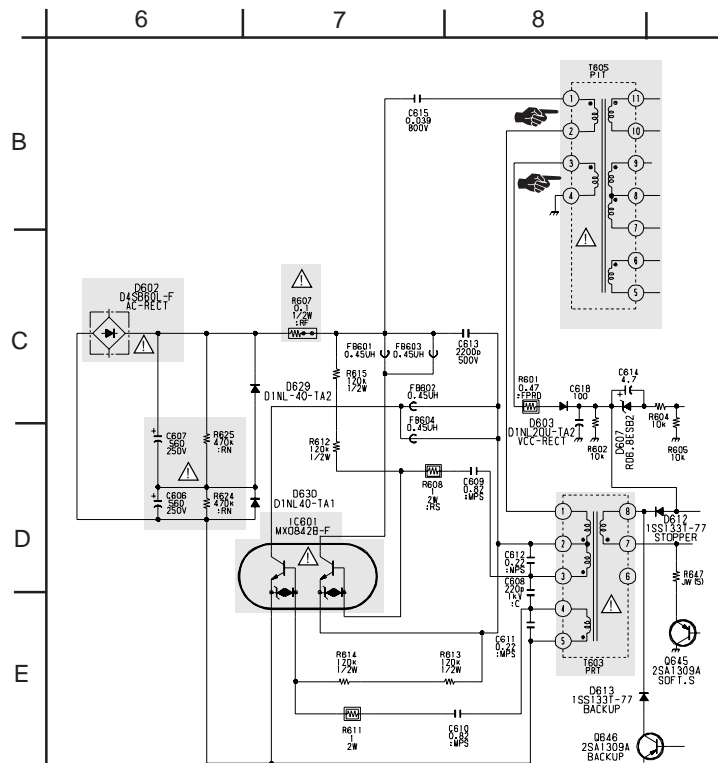 6 7 8
B
C
D
E
T605
PIT
1
2
3
4
11
10
9
8
7
6
5
C615
0.039
800V
D602
D4SB60L-F
AC-RECT
R607
0.1
1/2W
:RF
FB601
0.45UH
FB603
0.45UH
C613
2200p
500V
R615
120k
1/2W
D629
D1NL-40-TA2
FB602
0.45UH
FB604
0.45UH
R601
0.47
:FPRD
C618
100
C614
4.7
D603
D1NL20U-TA2
VCC-RECT
R602
10k
D607
RD6.8ESB2
R604
10k
R605
10k
C607
560
250V
R625
470k
:RN
C606
560
250V
R624
470k
:RN
R612
120k
1/2W
R608
1
2W
:RS
C609
0.82
:MPS
D630
D1NL40-TA1
IC601
MX0842B-F
C612
0.22
:MPS
C608
220p
1kV
:C
C611
0.22
:MPS
1
2
3
4
5
8
7
6
T603
PRT
D612
1SS133T-77
STOPPER
R647
JW(5)
Q645
2SA1309A
SOFT.S
R614
120k
1/2W
R613
120k
1/2W
R611
1
2W
C610
0.82
:MPS
D613
1SS133T-77
BACKUP
Q646
2SA1309A
BACKUP